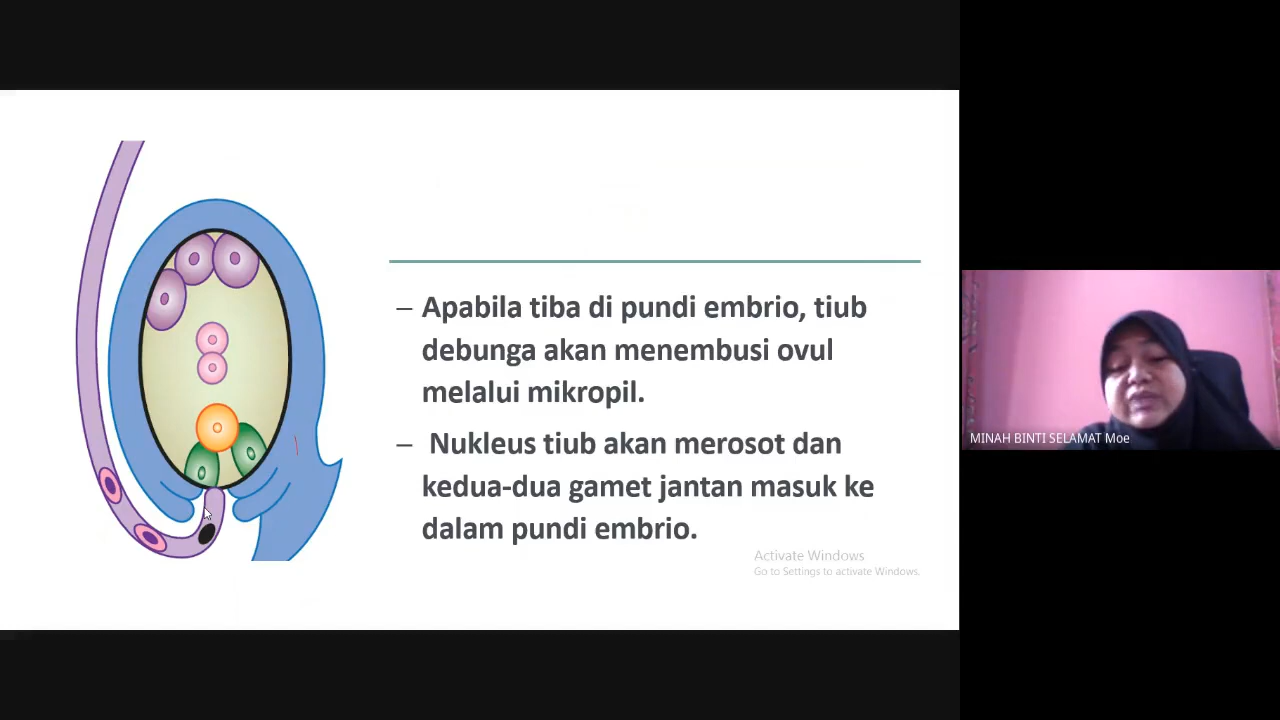 – Apabila tiba di pundi embrio, tiub
debunga akan menembusi ovul
melalui mikropil.
– Nukleus tiub akan merosot dan
kedua-dua gamet jantan masuk ke
dalam pundi embrio.
Activate Windows
Go to Settings to activate Windows.
MINAH BINTI SELAMAT Moe